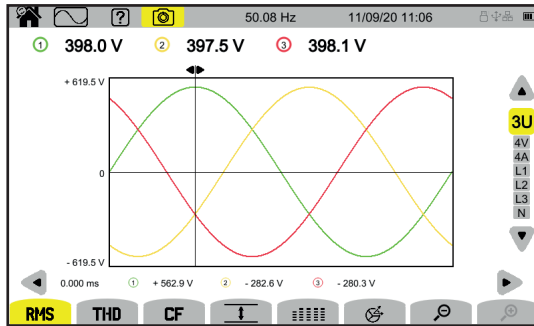 ? 50.08 Hz 11/09/20 11:06
1 398.0 V 2 397.5 V 3 398.1 V
+ 619.5 V
0
- 619.5 V
3U
4V
4A
L1
L2
L3
N
0.000 ms 1 + 562.9 V 2 - 282.6 V 3 - 280.3 V
RMS THD CF